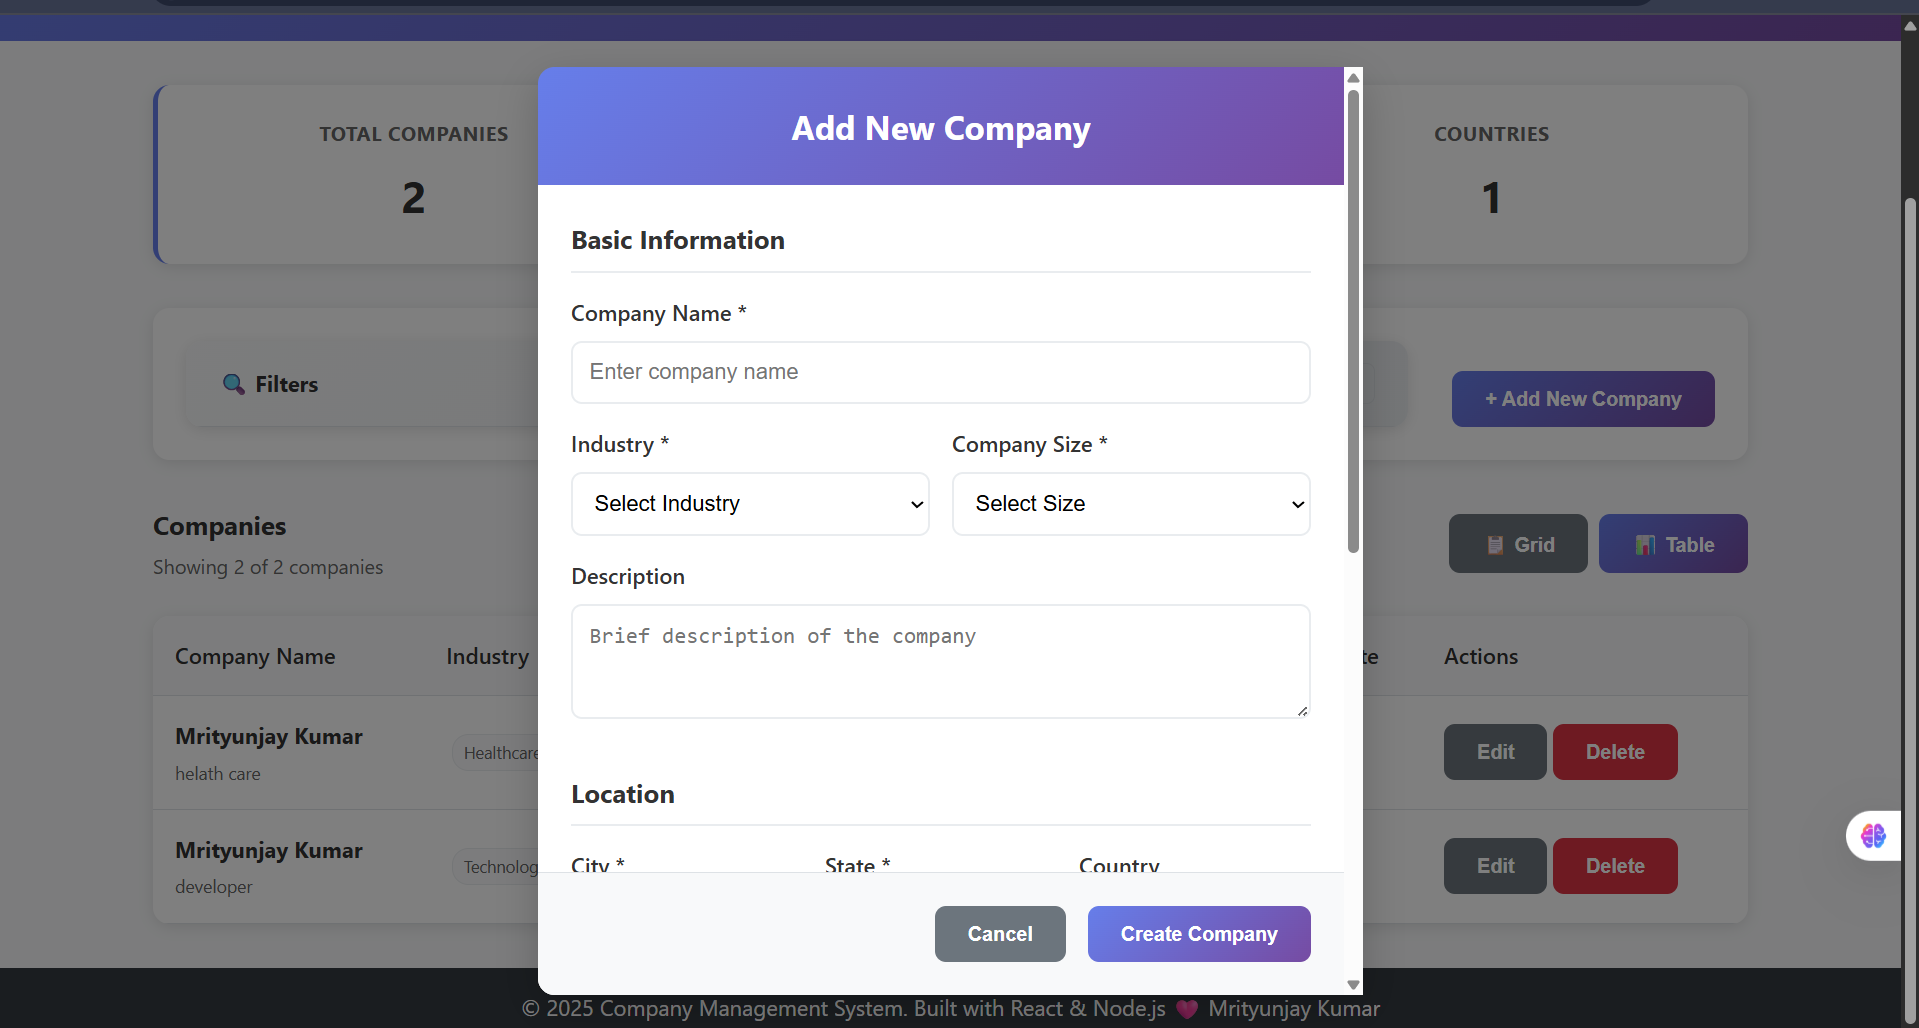 TOTAL COMPANIES
2
COUNTRIES
1
Filters
+ Add New Company
Companies
Showing 2 of 2 companies
Grid
Table
Company Name
Industry
Actions
Mrityunjay Kumar
helath care
Healthcare
Edit
Delete
Mrityunjay Kumar
developer
Edit
Delete
Add New Company
Basic Information
Company Name *
Enter company name
Industry *
Company Size *
Select Industry
Select Size
Description
Brief description of the company
Location
City *
State *
Country
Cancel
Create Company
© 2025 Company Management System. Built with React & Node.js 💗 Mrityunjay Kumar